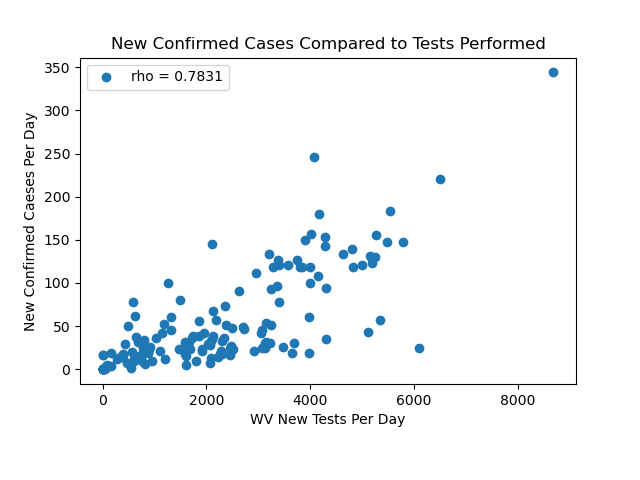 New Confirmed Cases Compared to Tests Performed
rho = 0.7831
New Confirmed Caeses Per Day
350
300
250
200
150
100
50
0
0 2000 4000 6000 8000
WV New Tests Per Day